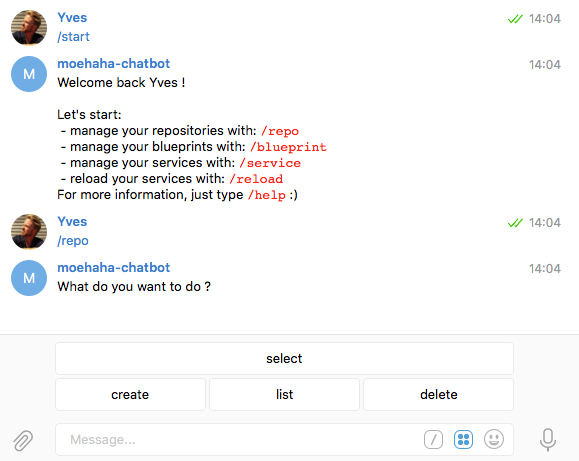 Yves 14:04
/start
moehaha-chatbot 14:04
M
Welcome back Yves !
Let's start:
- manage your repositories with: /repo
- manage your blueprints with: /blueprint
- manage your services with: /service
- reload your services with: /reload
For more information, just type /help :)
Yves 14:04
/repo
moehaha-chatbot 14:04
M
What do you want to do ?
select
create list delete
Message... /